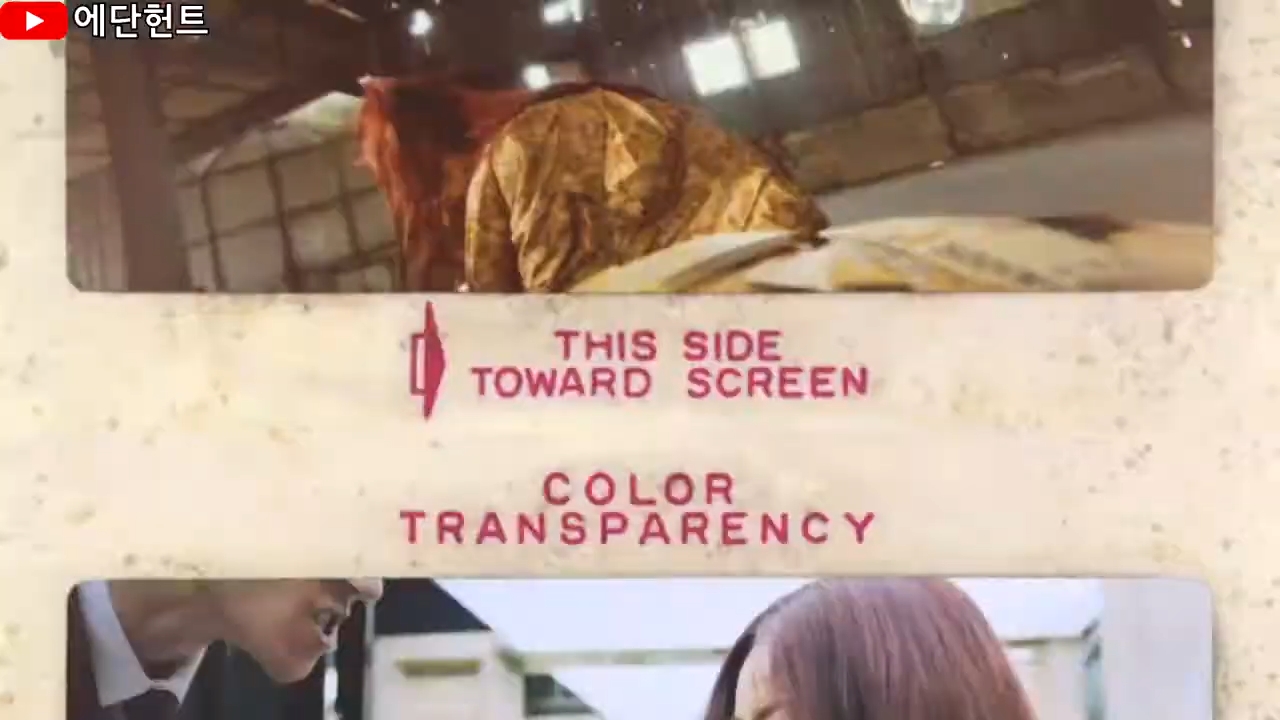 에단헌트
THIS SIDE
TOWARD SCREEN
COLOR
TRANSPARENCY